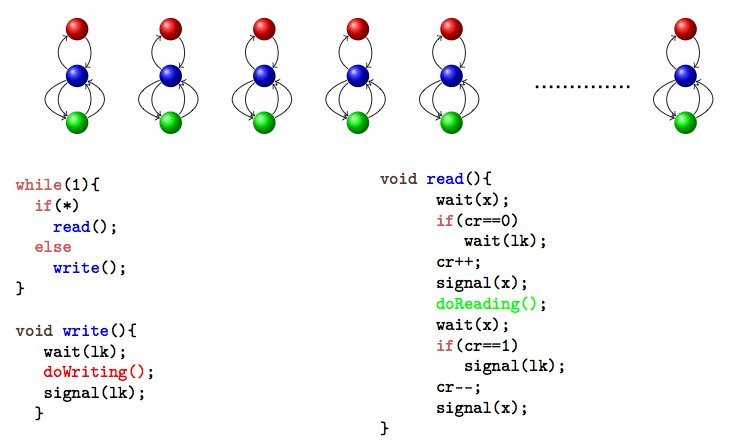 while(1){
if(*)
read();
else
write();
}
void write(){
wait(lk);
doWriting();
signal(lk);
}
void read(){
wait(x);
if(cr==0)
wait(lk);
cr++;
signal(x);
doReading();
wait(x);
if(cr==1)
signal(lk);
cr--;
signal(x);
}